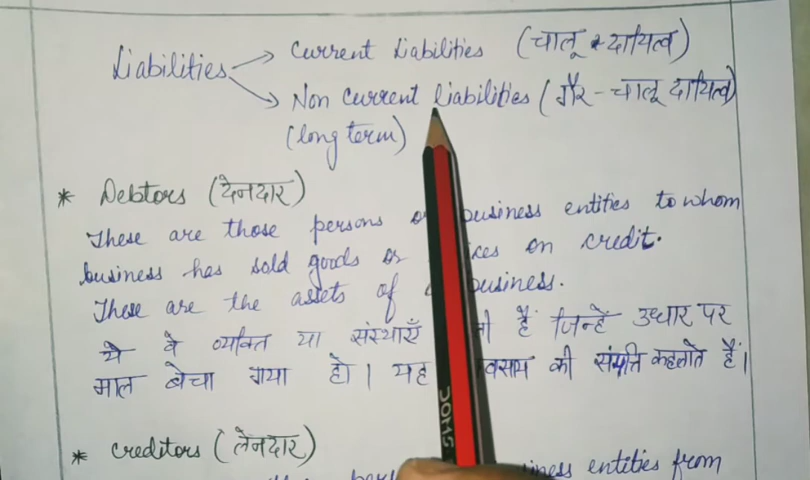 Liabilities → Current Liabilities (चालू दायित्व)
→ Non Current liabilities (गैर-चालू दायित्व)
(long term)
* Debtors (देनदार)
These are those persons business entities to whom
business has sold goods or on credit.
These are the assets of business.
ये वे व्यक्ति या संस्थाएँ हैं जिन्हें उधार पर
माल बेचा गया हो। यह की संपत्ति कहलाते हैं।
* Creditors (लेनदार)
entities from